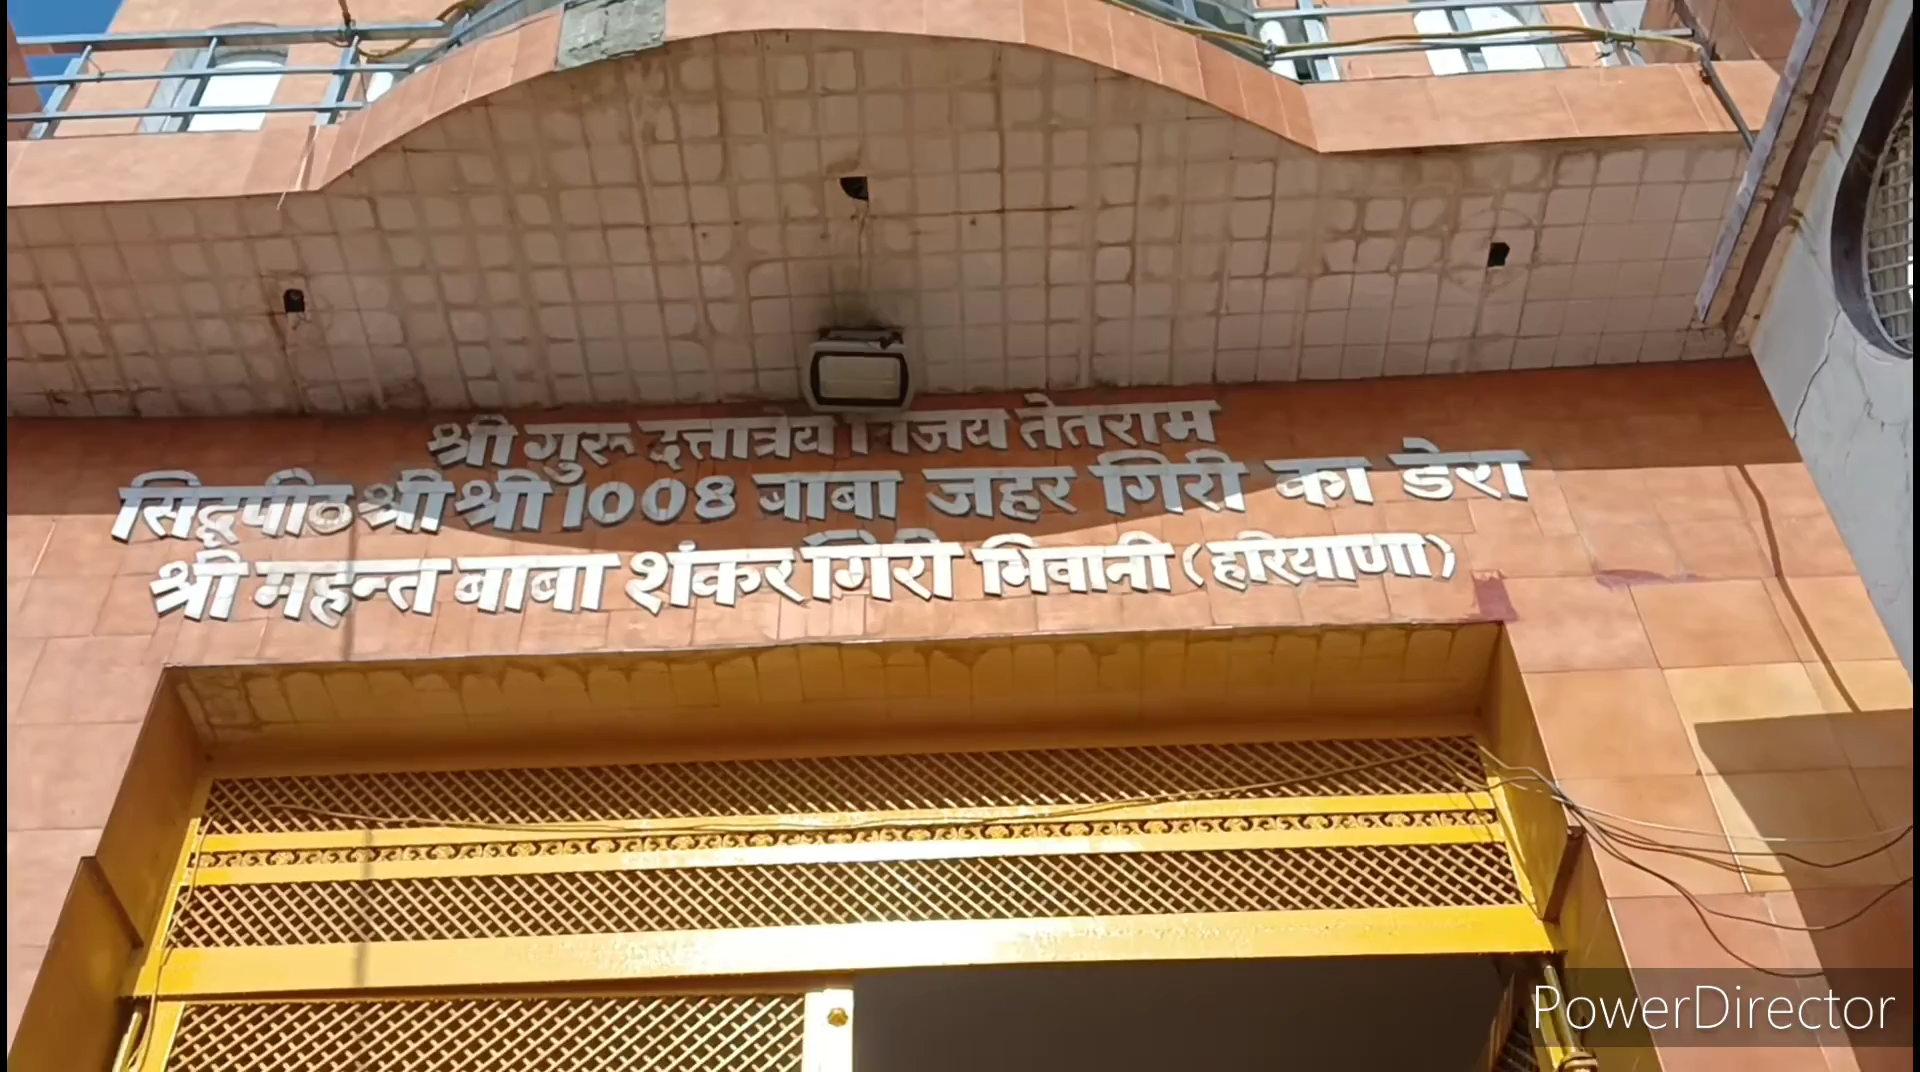 श्री गुरू दत्तात्रेय विजय तेतराम
सिद्धपीठ श्री श्री 1008 बाबा जहर गिरी का डेरा
श्री महन्त बाबा शंकर गिरी भिवानी (हरियाणा)
PowerDirector